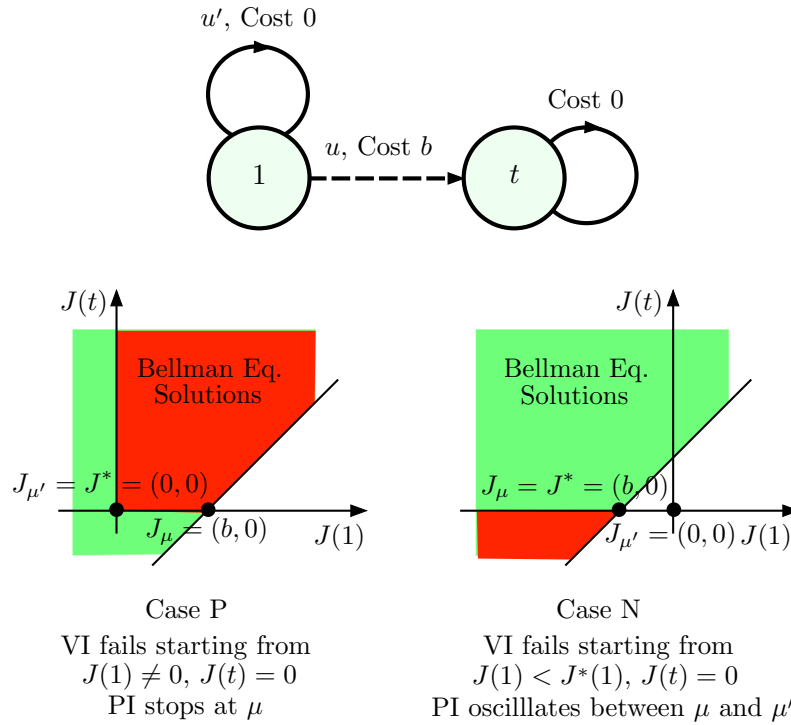 u′, Cost 0
Cost 0
u, Cost b
1
t
J(t)
Bellman Eq.
Solutions
J_{μ′} = J* = (0, 0)
J_μ = (b, 0)
J(1)
J(t)
Bellman Eq.
Solutions
J_μ = J* = (b, 0)
J_{μ′} = (0, 0)
J(1)
Case P
VI fails starting from
J(1) ≠ 0, J(t) = 0
PI stops at μ
Case N
VI fails starting from
J(1) < J*(1), J(t) = 0
PI oscilllates between μ and μ′